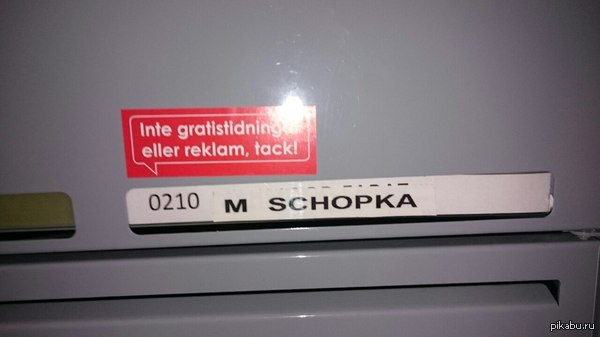 Inte gratistidning
eller reklam, tack!
0210 M SCHOPKA
pikabu.ru